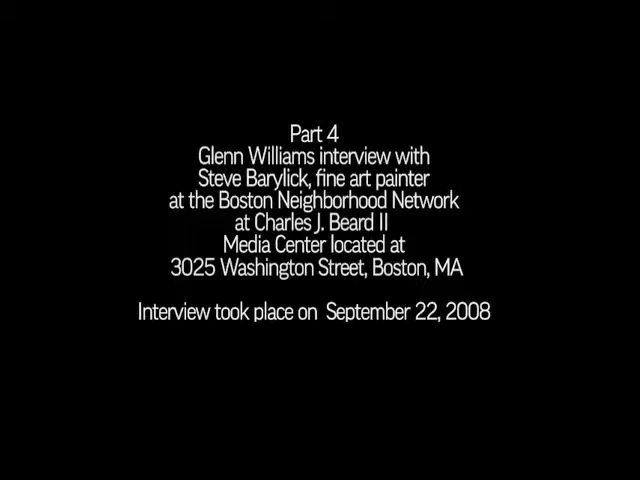 Part 4
Glenn Williams interview with
Steve Barylick, fine art painter
at the Boston Neighborhood Network
at Charles J. Beard II
Media Center located at
3025 Washington Street, Boston, MA
Interview took place on September 22, 2008